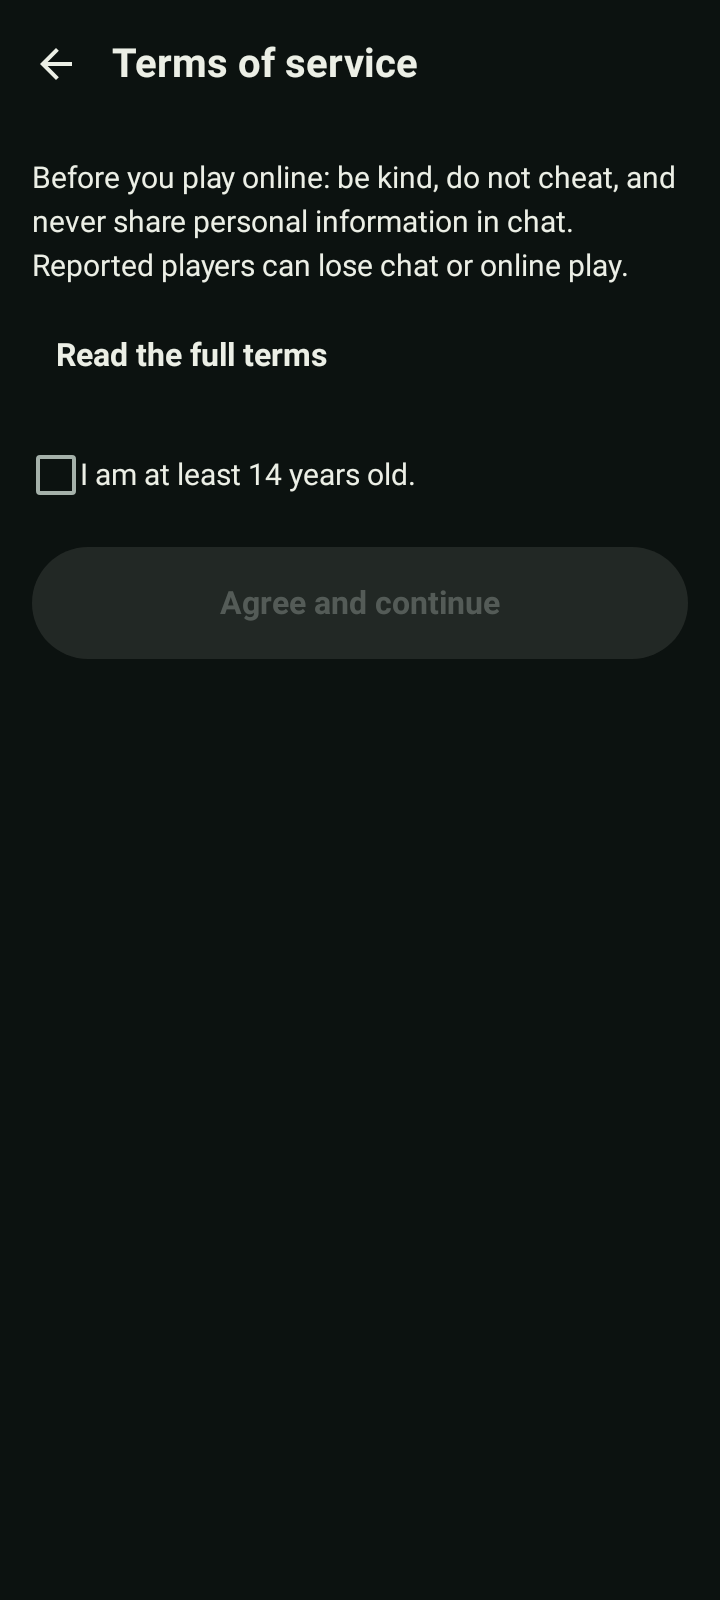 Terms of service
Before you play online: be kind, do not cheat, and
never share personal information in chat.
Reported players can lose chat or online play.
Read the full terms
I am at least 14 years old.
Agree and continue